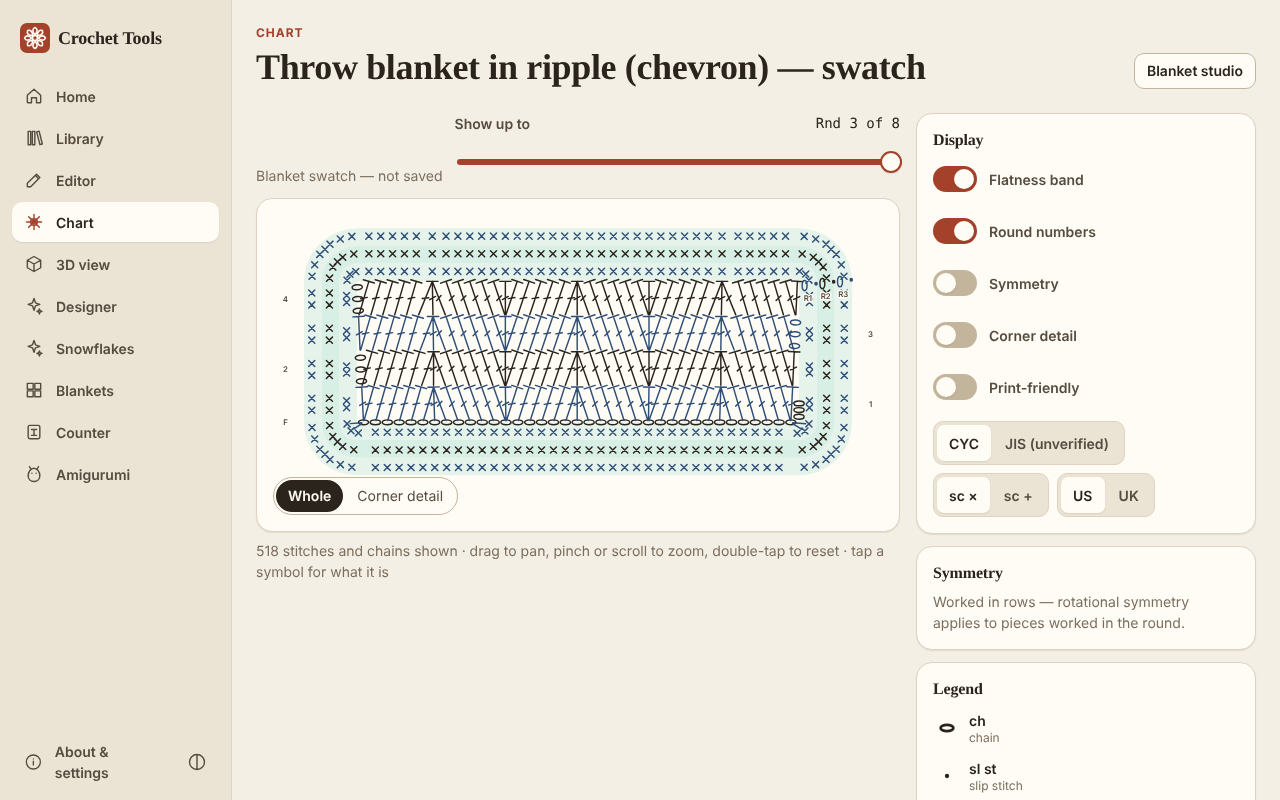 Crochet Tools
Home
Library
Editor
Chart
3D view
Designer
Snowflakes
Blankets
Counter
Amigurumi
About &
settings
CHART
Throw blanket in ripple (chevron) — swatch
Blanket studio
Show up to
Rnd 3 of 8
Blanket swatch — not saved
4
3
2
1
F
R1
R2
R3
Whole
Corner detail
518 stitches and chains shown · drag to pan, pinch or scroll to zoom, double-tap to reset · tap a
symbol for what it is
Display
Flatness band
Round numbers
Symmetry
Corner detail
Print-friendly
CYC
JIS (unverified)
sc ×
sc +
US
UK
Symmetry
Worked in rows — rotational symmetry
applies to pieces worked in the round.
Legend
ch
chain
sl st
slip stitch